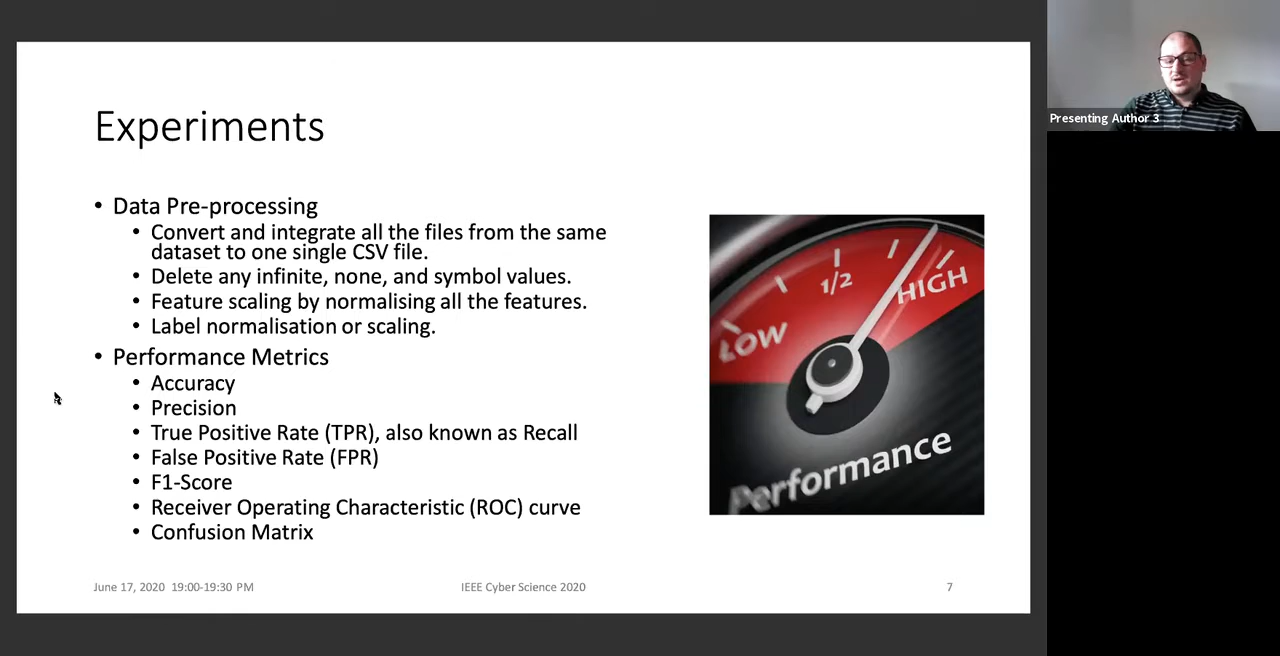 Experiments
• Data Pre-processing
• Convert and integrate all the files from the same
dataset to one single CSV file.
• Delete any infinite, none, and symbol values.
• Feature scaling by normalising all the features.
• Label normalisation or scaling.
• Performance Metrics
• Accuracy
• Precision
• True Positive Rate (TPR), also known as Recall
• False Positive Rate (FPR)
• F1-Score
• Receiver Operating Characteristic (ROC) curve
• Confusion Matrix
LOW
1/2
HIGH
Performance
June 17, 2020 19:00-19:30 PM
IEEE Cyber Science 2020
7
Presenting Author 3